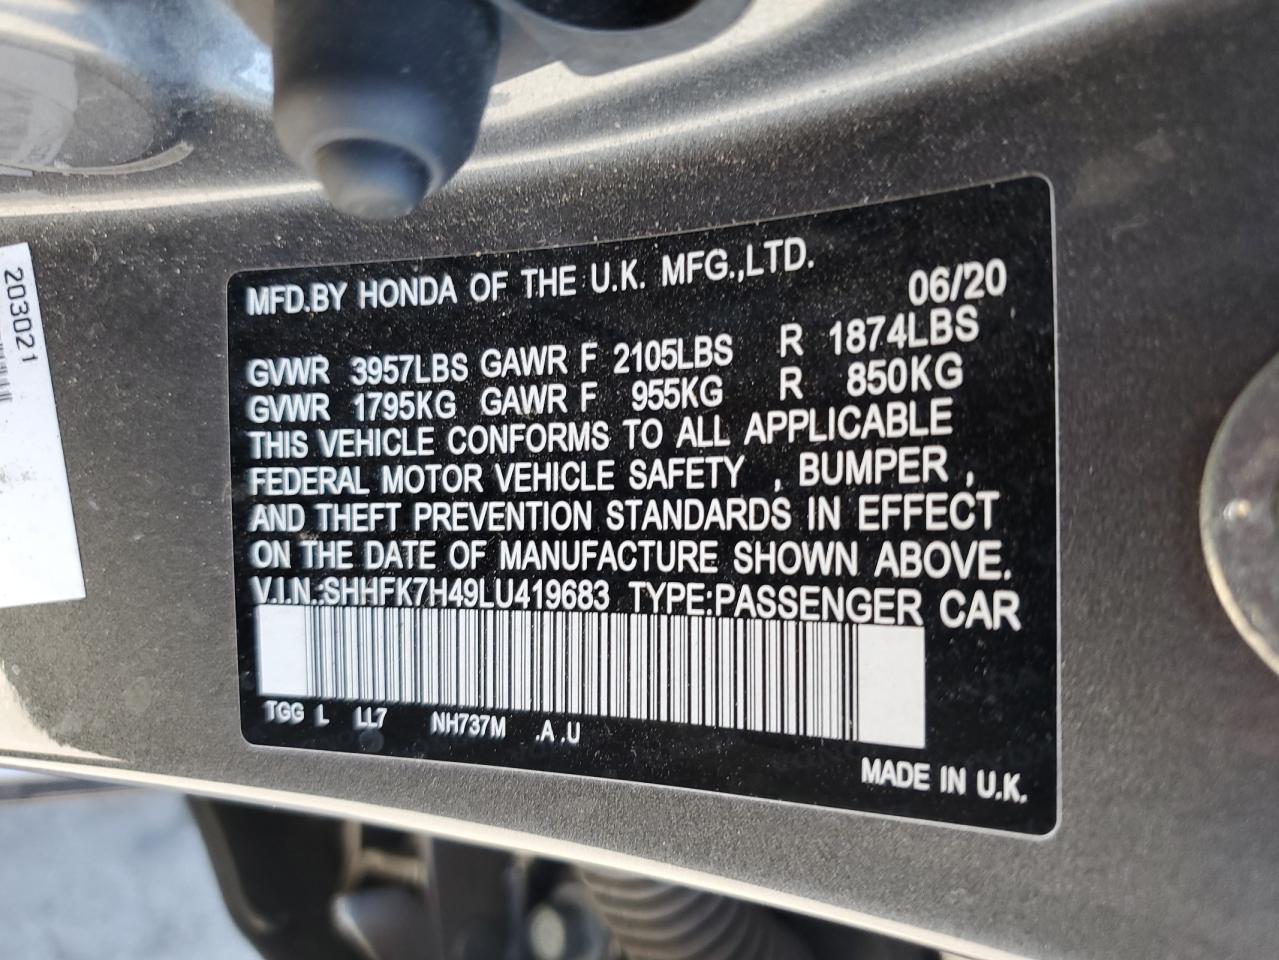 203021
MFD.BY HONDA OF THE U.K. MFG.,LTD. 06/20
GVWR 3957LBS GAWR F 2105LBS R 1874LBS
GVWR 1795KG GAWR F 955KG R 850KG
THIS VEHICLE CONFORMS TO ALL APPLICABLE
FEDERAL MOTOR VEHICLE SAFETY , BUMPER ,
AND THEFT PREVENTION STANDARDS IN EFFECT
ON THE DATE OF MANUFACTURE SHOWN ABOVE.
V.I.N.:SHHFK7H49LU419683 TYPE:PASSENGER CAR
TGG L LL7 NH737M .A .U
MADE IN U.K.